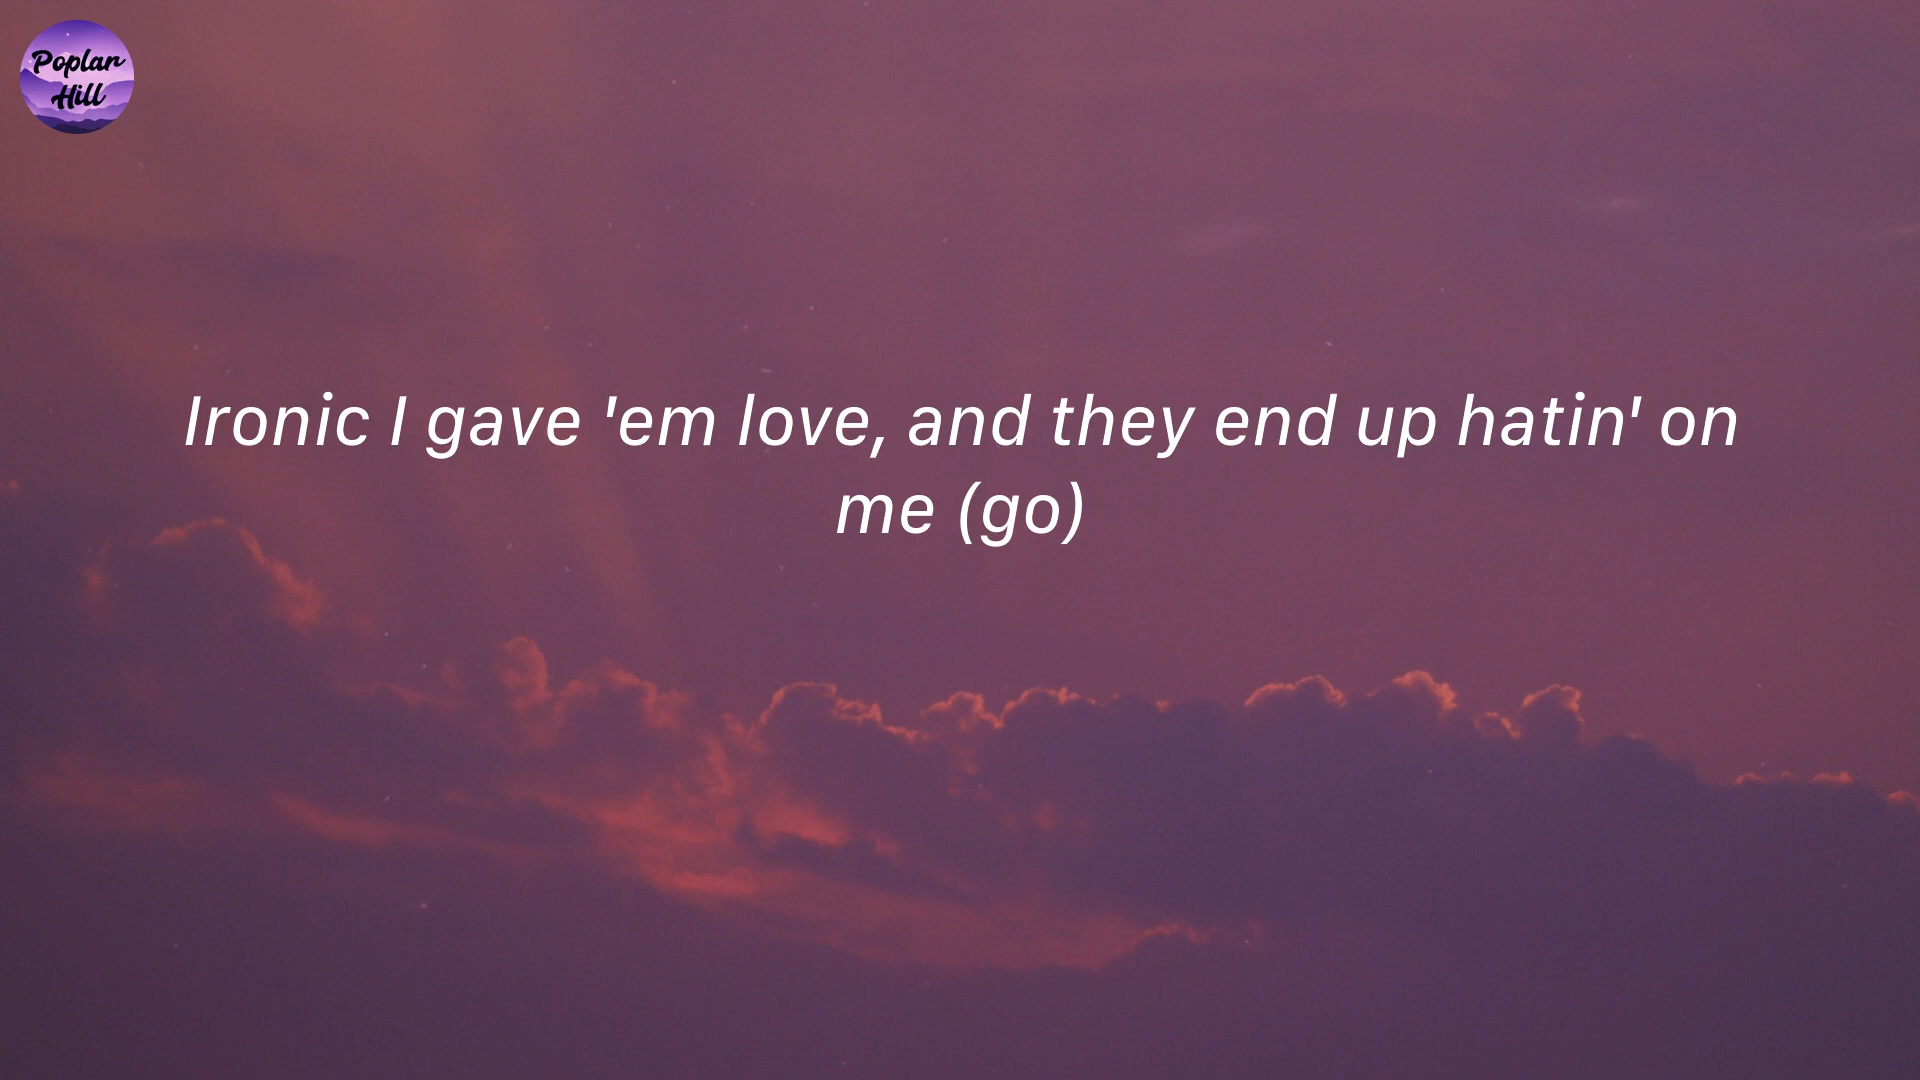 Poplar
Hill
Ironic I gave 'em love, and they end up hatin' on
me (go)